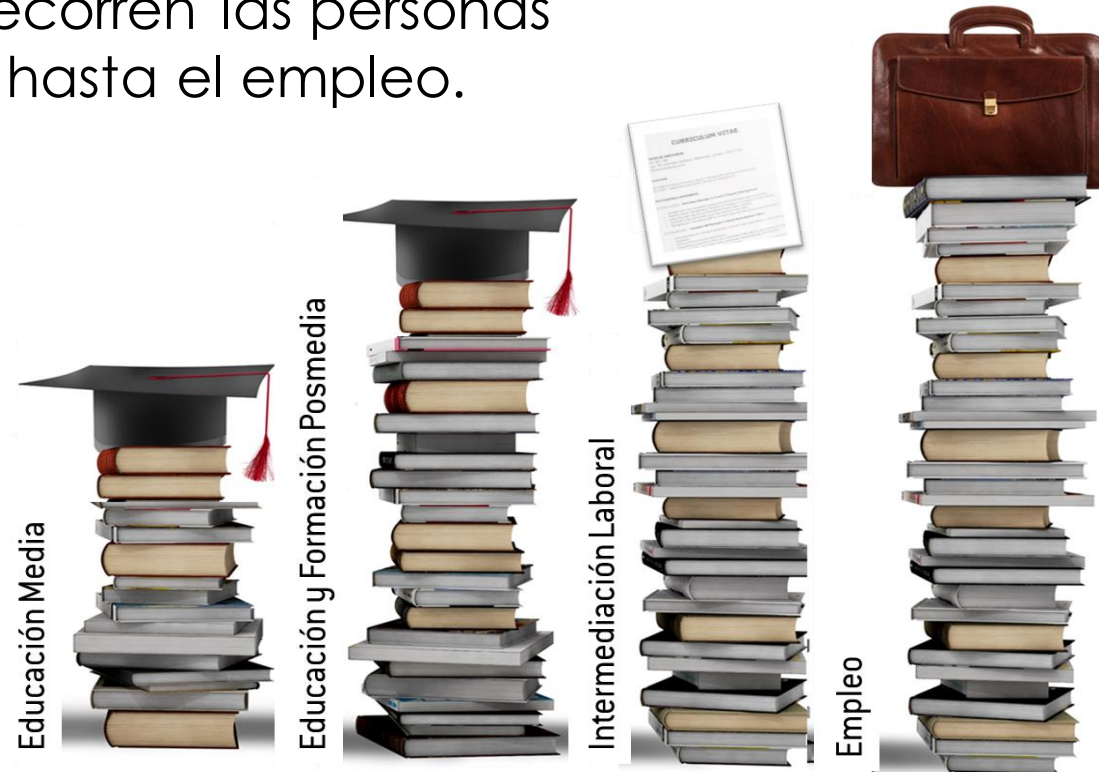 ecorren las personas
hasta el empleo.
Educación Media
Educación y Formación Posmedia
Intermediación Laboral
Empleo
CURRICULUM VITAE